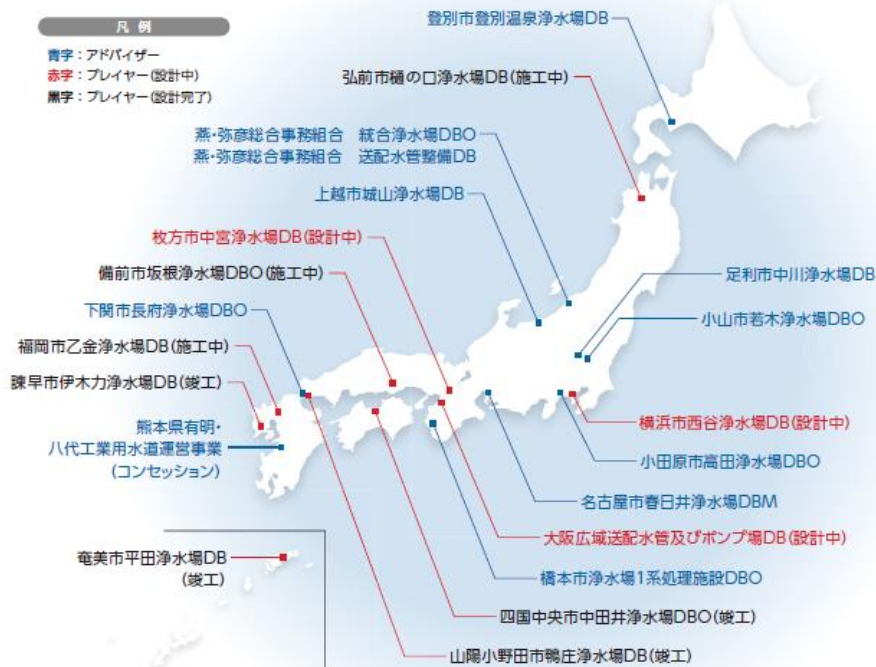 凡例
青字：アドバイザー
赤字：プレイヤー(設計中)
黒字：プレイヤー(設計完了)
登別市登別温泉浄水場DB
弘前市樋の口浄水場DB(施工中)
燕・弥彦総合事務組合　統合浄水場DBO
燕・弥彦総合事務組合　送配水管整備DB
上越市城山浄水場DB
枚方市中宮浄水場DB(設計中)
備前市坂根浄水場DBO(施工中)
下関市長府浄水場DBO
福岡市乙金浄水場DB(施工中)
諫早市伊木力浄水場DB(竣工)
熊本県有明・
八代工業用水道運営事業
(コンセッション)
足利市中川浄水場DB
小山市若木浄水場DBO
横浜市西谷浄水場DB(設計中)
小田原市高田浄水場DBO
名古屋市春日井浄水場DBM
大阪広域送配水管及びポンプ場DB(設計中)
橋本市浄水場1系処理施設DBO
四国中央市中田井浄水場DBO(竣工)
山陽小野田市鴨庄浄水場DB(竣工)
奄美市平田浄水場DB
(竣工)